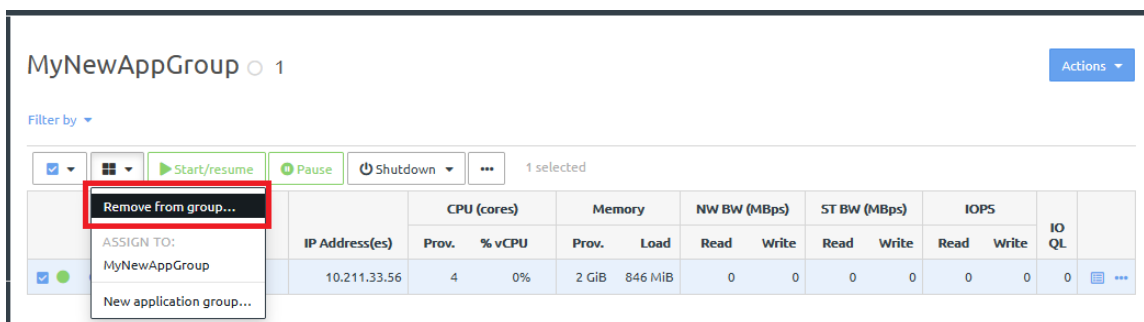 MyNewAppGroup 1
Actions
Filter by
Start/resume Pause Shutdown ... 1 selected
Remove from group...
ASSIGN TO:
MyNewAppGroup
New application group...
CPU (cores) Memory NW BW (MBps) ST BW (MBps) IOPS IO QL
IP Address(es) Prov. % vCPU Prov. Load Read Write Read Write Read Write
10.211.33.56 4 0% 2 GiB 846 MiB 0 0 0 0 0 0 0